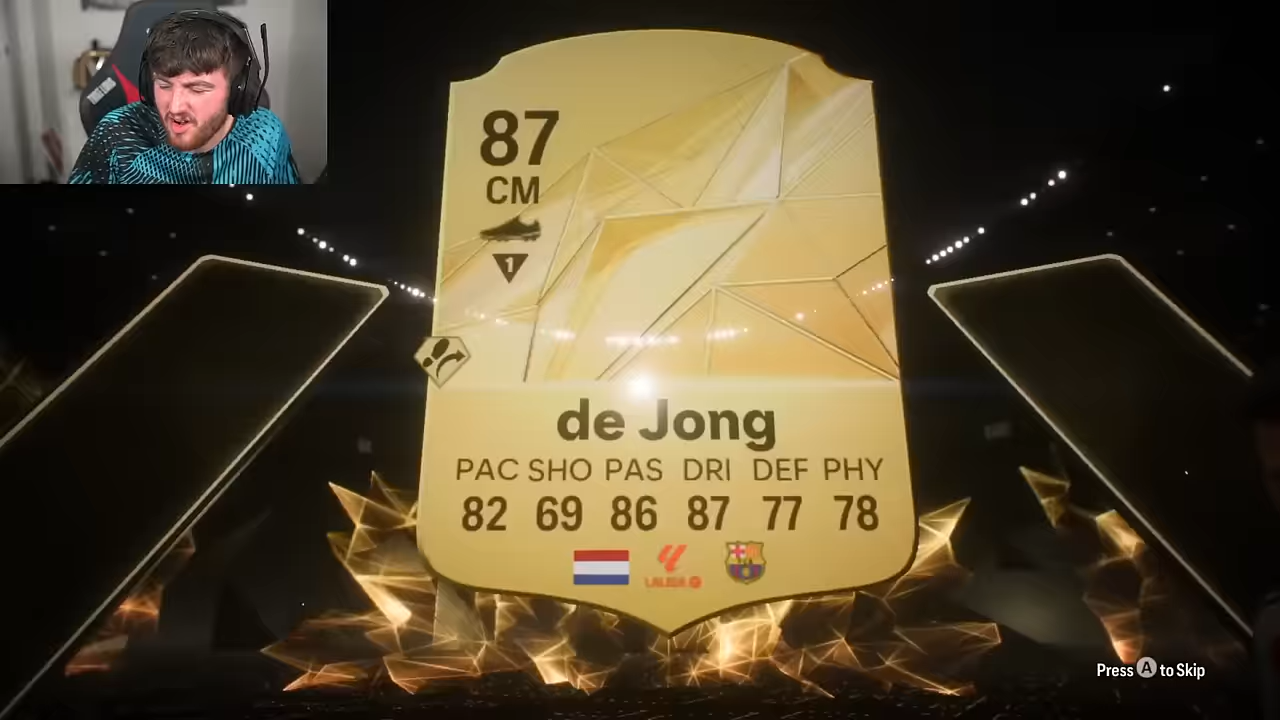 87
CM
1
de Jong
PAC SHO PAS DRI DEF PHY
82 69 86 87 77 78
LALIGA
Press A to Skip